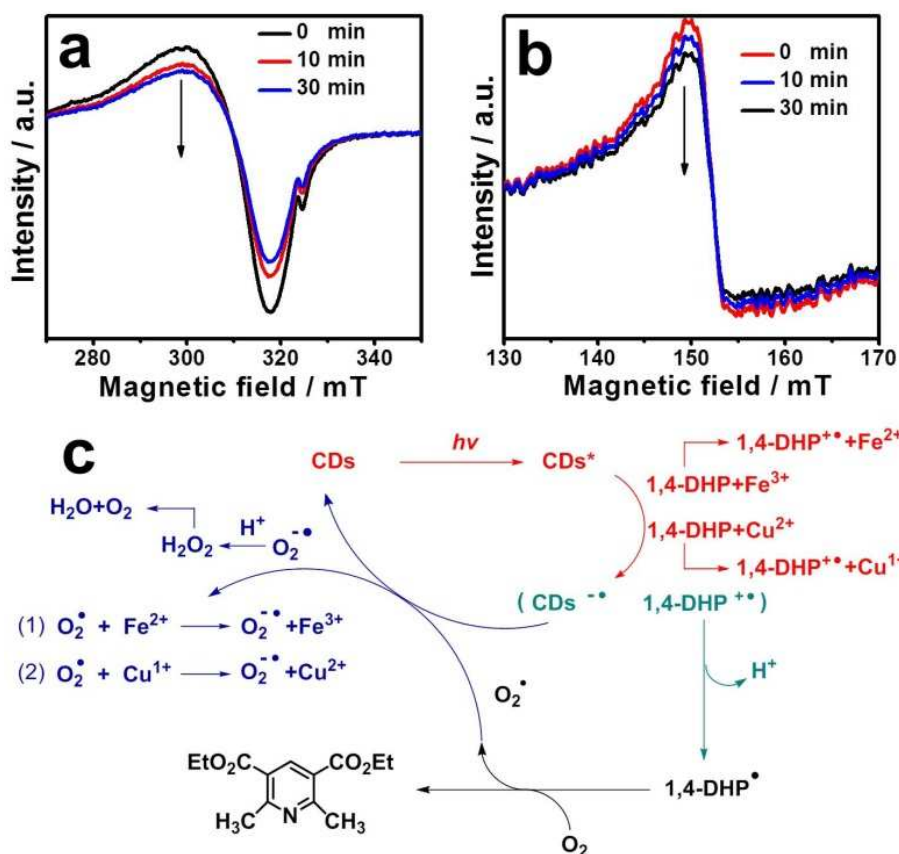 a
0 min
10 min
30 min
Intensity / a.u.
280 300 320 340
Magnetic field / mT
b
0 min
10 min
30 min
Intensity / a.u.
130 140 150 160 170
Magnetic field / mT
c
CDs
hν
CDs*
1,4-DHP⁺•+Fe²⁺
1,4-DHP+Fe³⁺
1,4-DHP+Cu²⁺
1,4-DHP⁺•+Cu¹⁺
H₂O+O₂
H₂O₂
H⁺
O₂⁻•
( CDs ⁻• 1,4-DHP ⁺• )
(1) O₂• + Fe²⁺ → O₂⁻• +Fe³⁺
(2) O₂• + Cu¹⁺ → O₂⁻• +Cu²⁺
H⁺
O₂•
1,4-DHP•
O₂
EtO₂C CO₂Et
H₃C N CH₃